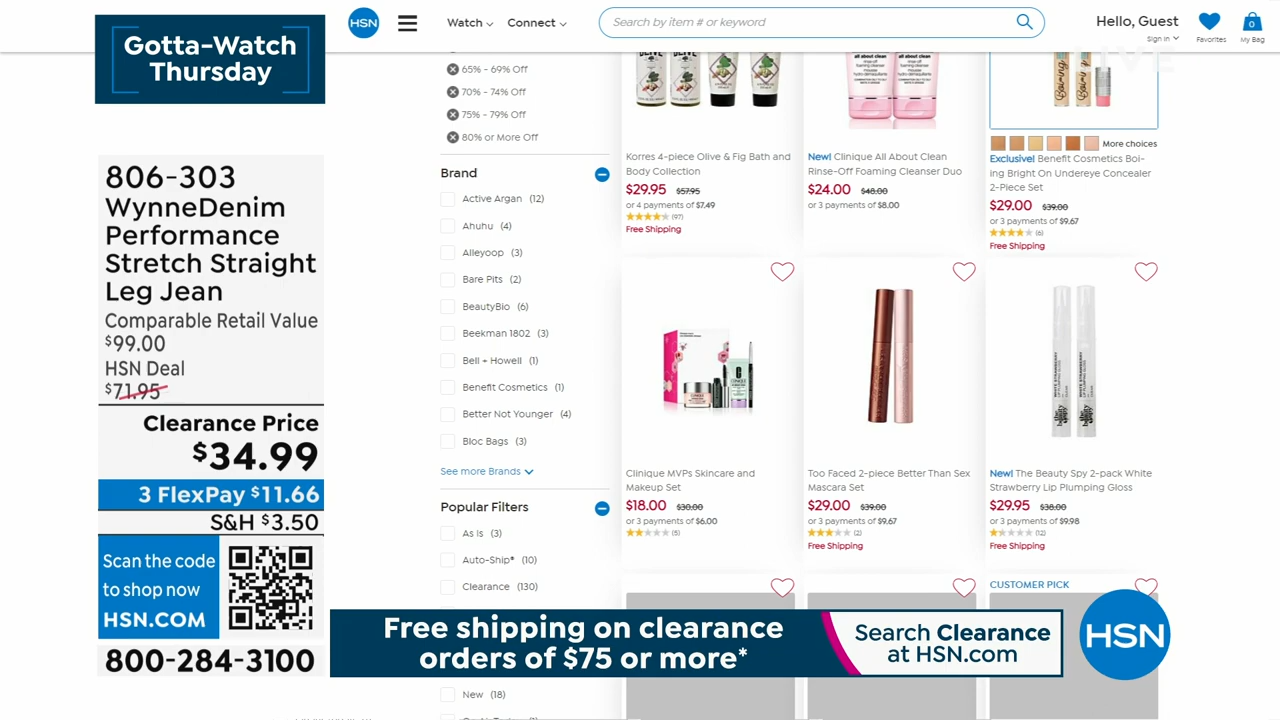 Gotta-Watch
Thursday
806-303
WynneDenim
Performance
Stretch Straight
Leg Jean
Comparable Retail Value
$99.00
HSN Deal
$71.95
Clearance Price
$34.99
3 FlexPay $11.66
S&H $3.50
Scan the code
to shop now
HSN.COM
800-284-3100
HSN
Watch
Connect
Search by item # or keyword
Hello, Guest
Sign In
Favorites
0
My Bag
LIVE
65% - 69% Off
70% - 74% Off
75% - 79% Off
80% or More Off
Brand
Active Argan (12)
Ahuhu (4)
Alleyoop (3)
Bare Pits (2)
BeautyBio (6)
Beekman 1802 (3)
Bell + Howell (1)
Benefit Cosmetics (1)
Better Not Younger (4)
Bloc Bags (3)
See more Brands
Popular Filters
As Is (3)
Auto-Ship® (10)
Clearance (130)
New (18)
Korres 4-piece Olive & Fig Bath and
Body Collection
$29.95 $57.95
or 4 payments of $7.49
(97)
Free Shipping
all about clean
New! Clinique All About Clean
Rinse-Off Foaming Cleanser Duo
$24.00 $48.00
or 3 payments of $8.00
More choices
Exclusive! Benefit Cosmetics Boi-
ing Bright On Undereye Concealer
2-Piece Set
$29.00 $39.00
or 3 payments of $9.67
(6)
Free Shipping
Clinique MVPs Skincare and
Makeup Set
$18.00 $30.00
or 3 payments of $6.00
(5)
Too Faced 2-piece Better Than Sex
Mascara Set
$29.00 $39.00
or 3 payments of $9.67
(2)
Free Shipping
the beauty spy
New! The Beauty Spy 2-pack White
Strawberry Lip Plumping Gloss
$29.95 $38.00
or 3 payments of $9.98
(12)
Free Shipping
CUSTOMER PICK
Free shipping on clearance
orders of $75 or more*
Search Clearance
at HSN.com
HSN